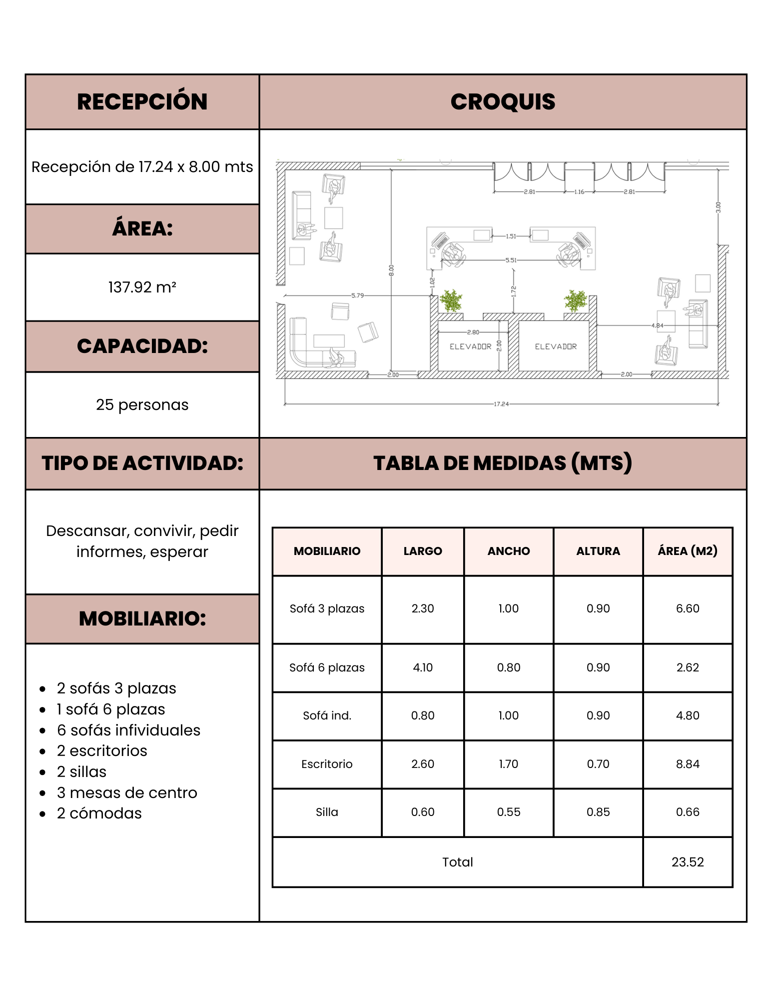 RECEPCIÓN
CROQUIS
Recepción de 17.24 x 8.00 mts
2.81
1.16
2.81
3.00
1.51
5.51
8.00
1.02
1.72
5.79
4.84
2.80
2.00
ELEVADOR
ELEVADOR
2.00
2.00
17.24
ÁREA:
137.92 m²
CAPACIDAD:
25 personas
TIPO DE ACTIVIDAD:
Descansar, convivir, pedir
informes, esperar
MOBILIARIO:
• 2 sofás 3 plazas
• 1 sofá 6 plazas
• 6 sofás infividuales
• 2 escritorios
• 2 sillas
• 3 mesas de centro
• 2 cómodas
TABLA DE MEDIDAS (MTS)
MOBILIARIO LARGO ANCHO ALTURA ÁREA (M2)
Sofá 3 plazas 2.30 1.00 0.90 6.60
Sofá 6 plazas 4.10 0.80 0.90 2.62
Sofá ind. 0.80 1.00 0.90 4.80
Escritorio 2.60 1.70 0.70 8.84
Silla 0.60 0.55 0.85 0.66
Total 23.52